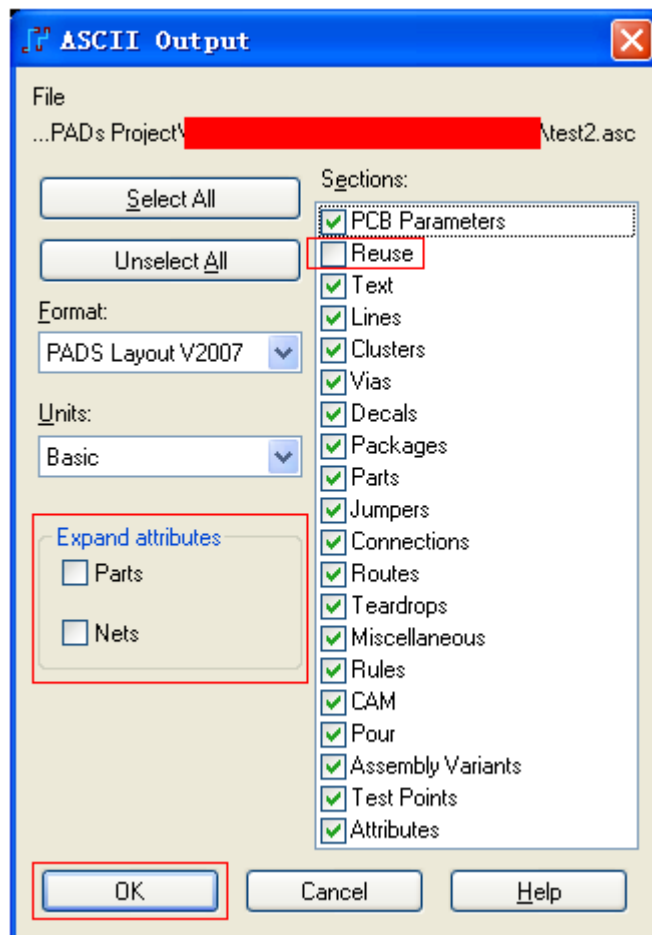 ASCII Output
File
...PADs Project\ \test2.asc
Select All
Unselect All
Format:
PADS Layout V2007
Units:
Basic
Expand attributes
Parts
Nets
Sections:
PCB Parameters
Reuse
Text
Lines
Clusters
Vias
Decals
Packages
Parts
Jumpers
Connections
Routes
Teardrops
Miscellaneous
Rules
CAM
Pour
Assembly Variants
Test Points
Attributes
OK
Cancel
Help